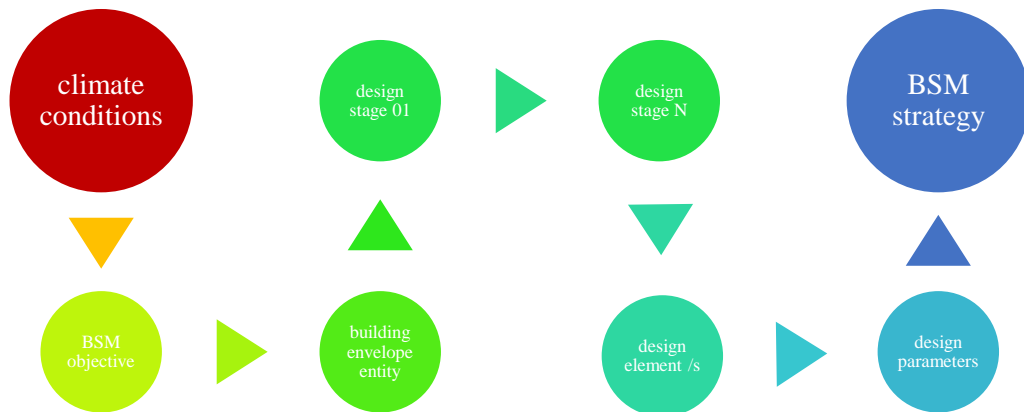 climate
conditions
BSM
objective
building
envelope
entity
design
stage 01
design
stage N
design
element /s
design
parameters
BSM
strategy